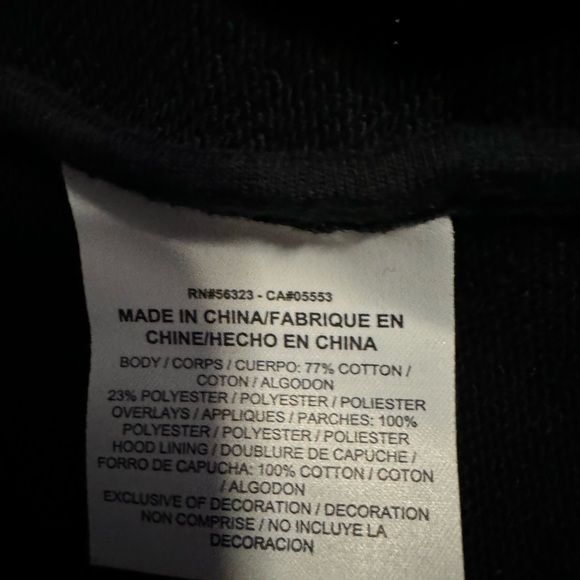 RN#56323 - CA#05553
MADE IN CHINA/FABRIQUE EN
CHINE/HECHO EN CHINA
BODY / CORPS / CUERPO: 77% COTTON /
COTON / ALGODON
23% POLYESTER / POLYESTER / POLIESTER
OVERLAYS / APPLIQUES / PARCHES: 100%
POLYESTER / POLYESTER / POLIESTER
HOOD LINING / DOUBLURE DE CAPUCHE /
FORRO DE CAPUCHA: 100% COTTON / COTON
/ ALGODON
EXCLUSIVE OF DECORATION / DECORATION
NON COMPRISE / NO INCLUYE LA
DECORACION